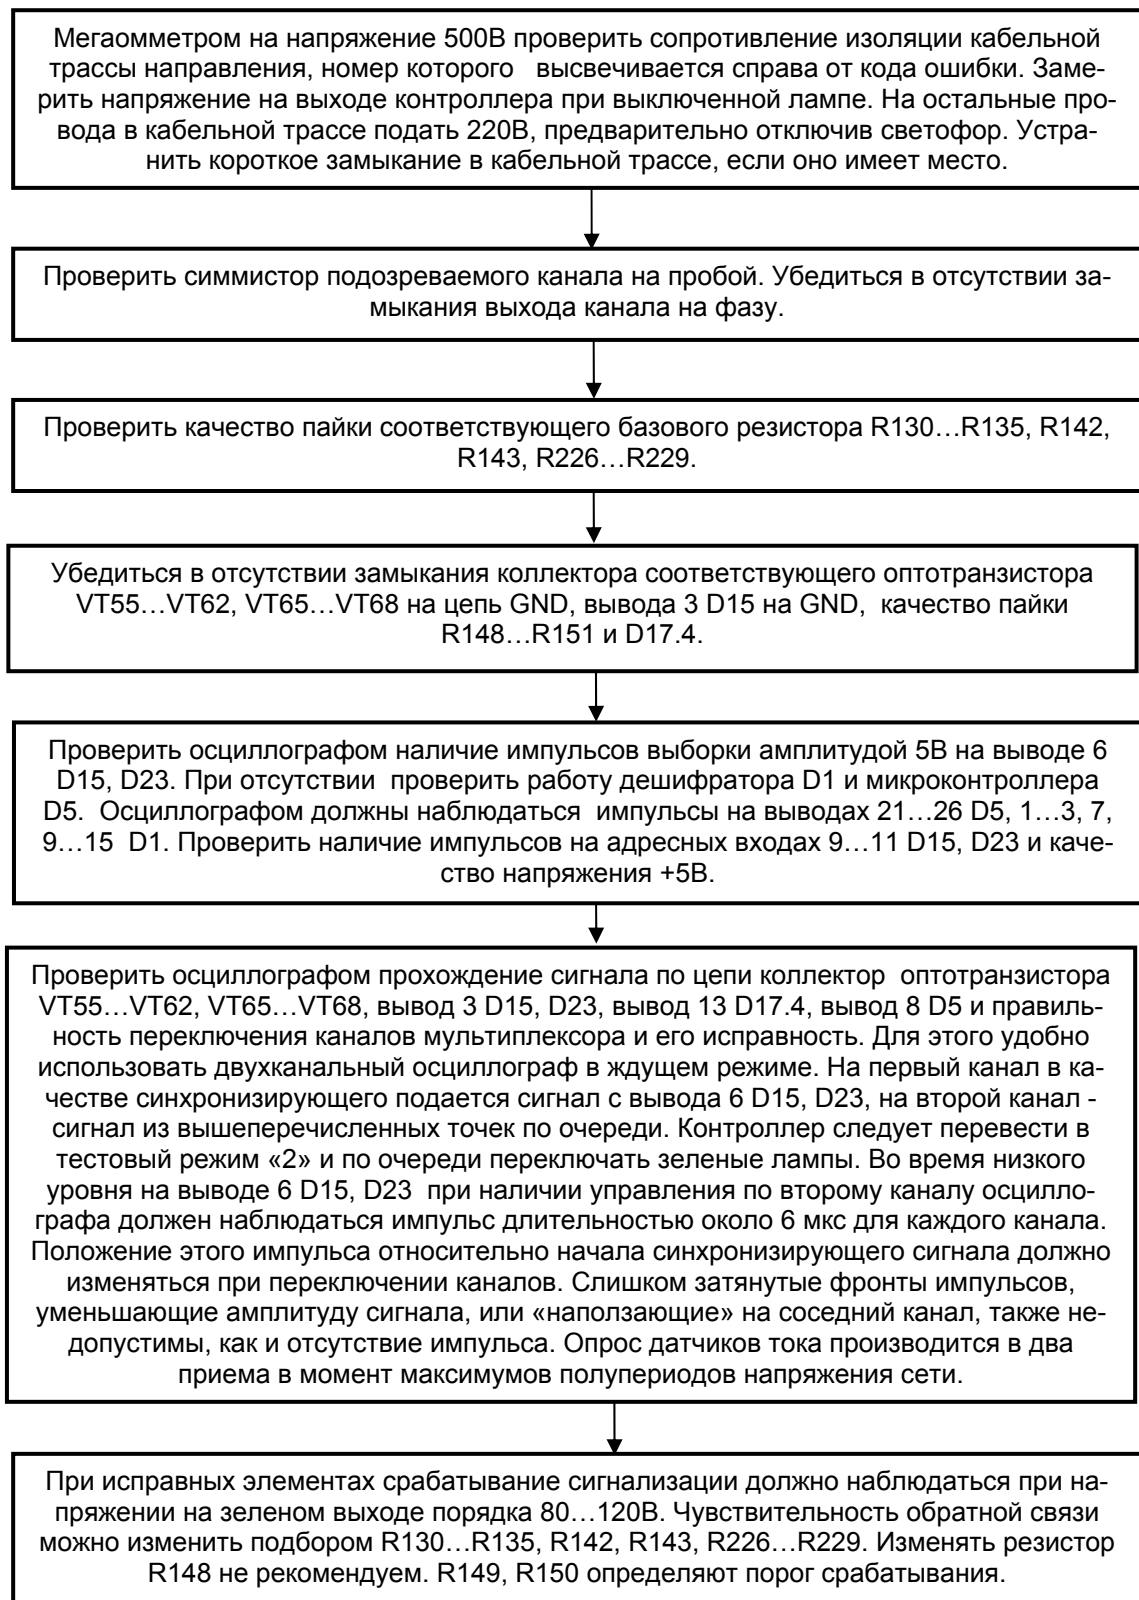 Мегаомметром на напряжение 500В проверить сопротивление изоляции кабельной
трассы направления, номер которого высвечивается справа от кода ошибки. Заме-
рить напряжение на выходе контроллера при выключенной лампе. На остальные про-
вода в кабельной трассе подать 220В, предварительно отключив светофор. Устра-
нить короткое замыкание в кабельной трассе, если оно имеет место.
Проверить симмистор подозреваемого канала на пробой. Убедиться в отсутствии за-
мыкания выхода канала на фазу.
Проверить качество пайки соответствующего базового резистора R130…R135, R142,
R143, R226…R229.
Убедиться в отсутствии замыкания коллектора соответствующего оптотранзистора
VT55…VT62, VT65…VT68 на цепь GND, вывода 3 D15 на GND, качество пайки
R148…R151 и D17.4.
Проверить осциллографом наличие импульсов выборки амплитудой 5В на выводе 6
D15, D23. При отсутствии проверить работу дешифратора D1 и микроконтроллера
D5. Осциллографом должны наблюдаться импульсы на выводах 21…26 D5, 1…3, 7,
9…15 D1. Проверить наличие импульсов на адресных входах 9…11 D15, D23 и каче-
ство напряжения +5В.
Проверить осциллографом прохождение сигнала по цепи коллектор оптотранзистора
VT55…VT62, VT65…VT68, вывод 3 D15, D23, вывод 13 D17.4, вывод 8 D5 и правиль-
ность переключения каналов мультиплексора и его исправность. Для этого удобно
использовать двухканальный осциллограф в ждущем режиме. На первый канал в ка-
честве синхронизирующего подается сигнал с вывода 6 D15, D23, на второй канал -
сигнал из вышеперечисленных точек по очереди. Контроллер следует перевести в
тестовый режим «2» и по очереди переключать зеленые лампы. Во время низкого
уровня на выводе 6 D15, D23 при наличии управления по второму каналу осцилло-
графа должен наблюдаться импульс длительностью около 6 мкс для каждого канала.
Положение этого импульса относительно начала синхронизирующего сигнала должно
изменяться при переключении каналов. Слишком затянутые фронты импульсов,
уменьшающие амплитуду сигнала, или «наползающие» на соседний канал, также не-
допустимы, как и отсутствие импульса. Опрос датчиков тока производится в два
приема в момент максимумов полупериодов напряжения сети.
При исправных элементах срабатывание сигнализации должно наблюдаться при на-
пряжении на зеленом выходе порядка 80…120В. Чувствительность обратной связи
можно изменить подбором R130…R135, R142, R143, R226…R229. Изменять резистор
R148 не рекомендуем. R149, R150 определяют порог срабатывания.